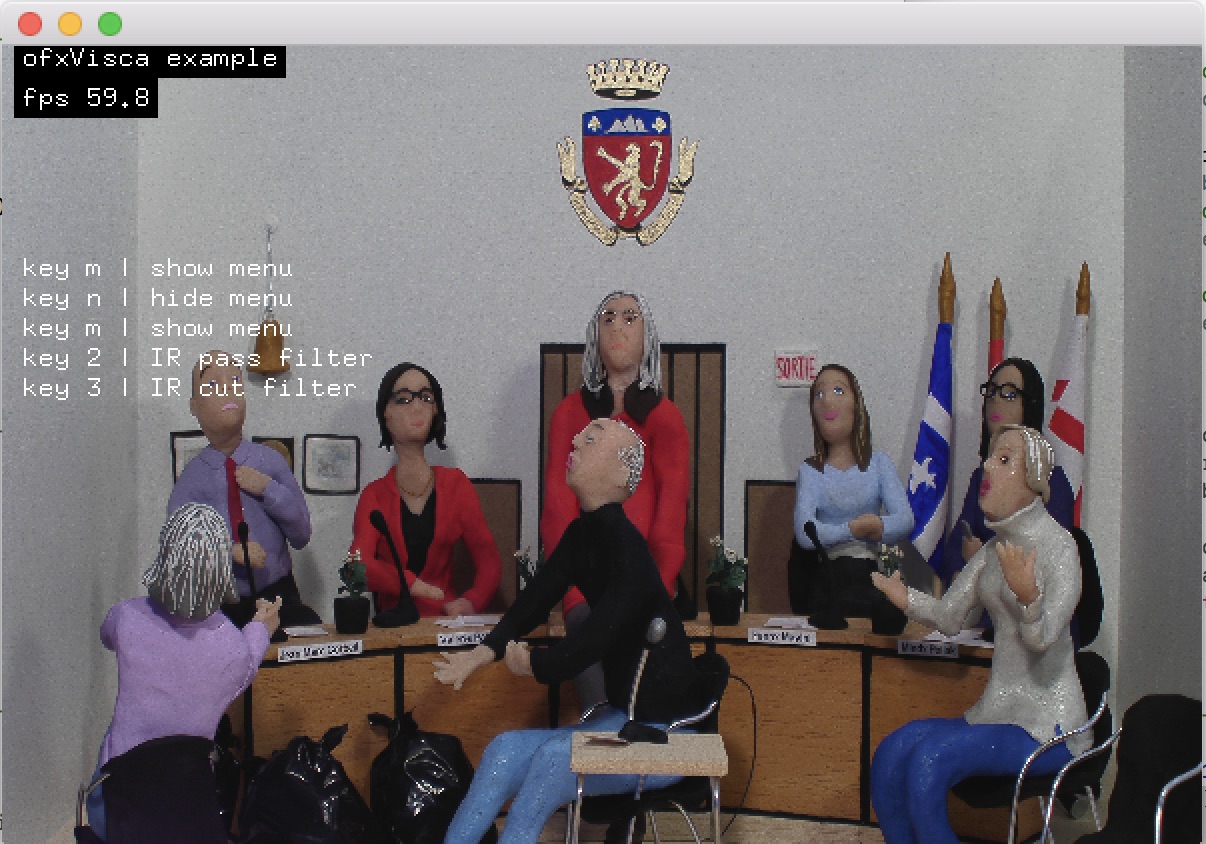 ofxVisca example
fps 59.8
key m | show menu
key n | hide menu
key m | show menu
key 2 | IR pass filter
key 3 | IR cut filter
SORTIE